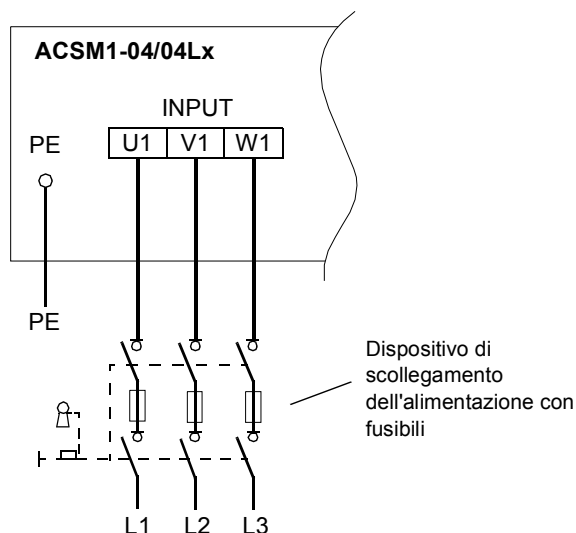 ACSM1-04/04Lx
INPUT
PE
U1 V1 W1
PE
Dispositivo di
scollegamento
dell'alimentazione con
fusibili
L1 L2 L3